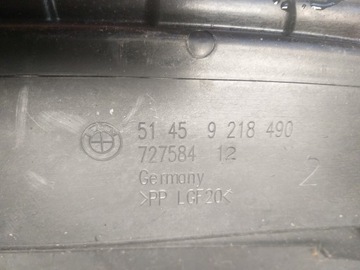 51 45 9 218 490
727584 12
Germany 2
>PP LGF20<